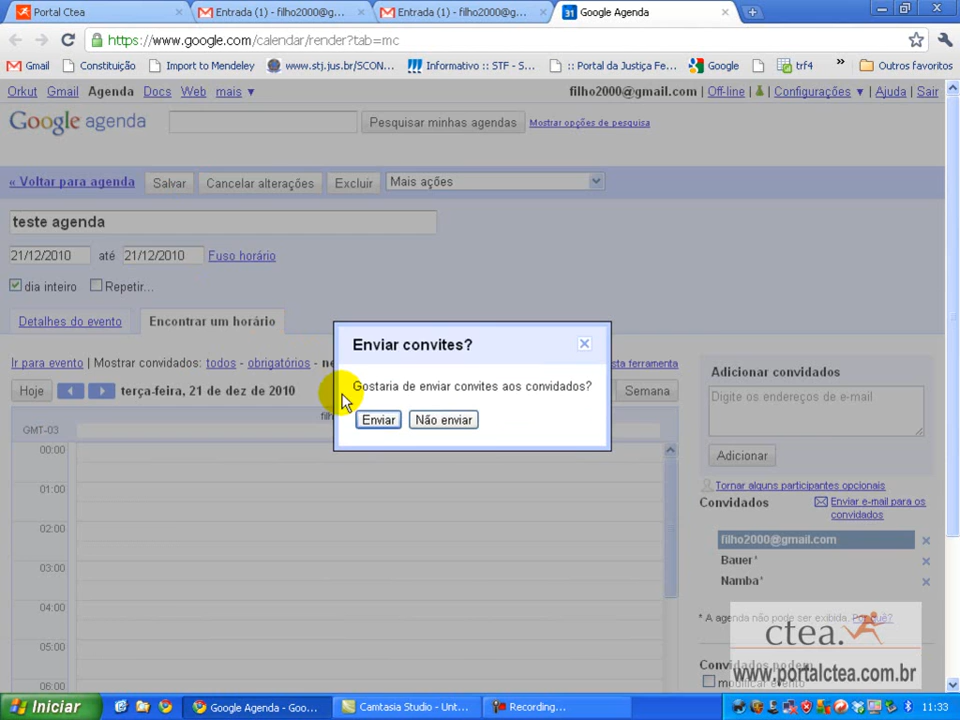 Portal Ctea
Entrada (1) - filho2000@g...
Entrada (1) - filho2000@g...
31 Google Agenda
https://www.google.com/calendar/render?tab=mc
Gmail
Constituição
Import to Mendeley
www.stj.jus.br/SCON...
Informativo :: STF - S...
:: Portal da Justiça Fe...
Google
trf4
»
Outros favoritos
Orkut Gmail Agenda Docs Web mais ▼
filho2000@gmail.com | Off-line | Configurações ▼ | Ajuda | Sair
Google agenda
Pesquisar minhas agendas
Mostrar opções de pesquisa
« Voltar para agenda
Salvar
Cancelar alterações
Excluir
Mais ações
teste agenda
21/12/2010 até 21/12/2010 Fuso horário
dia inteiro
Repetir...
Detalhes do evento
Encontrar um horário
Enviar convites?
Gostaria de enviar convites aos convidados?
Enviar
Não enviar
Ir para evento | Mostrar convidados: todos - obrigatórios -
sta ferramenta
Hoje
terça-feira, 21 de dez de 2010
Semana
GMT-03
00:00
01:00
02:00
03:00
04:00
05:00
06:00
Adicionar convidados
Digite os endereços de e-mail
Adicionar
Tornar alguns participantes opcionais
Convidados
Enviar e-mail para os
convidados
filho2000@gmail.com
Bauer*
Namba*
* A agenda não pode ser exibida. Por quê?
ctea.
www.portalctea.com.br
Convidados podem
modificar evento
Iniciar
Google Agenda - Goo...
Camtasia Studio - Unt...
Recording...
11:33